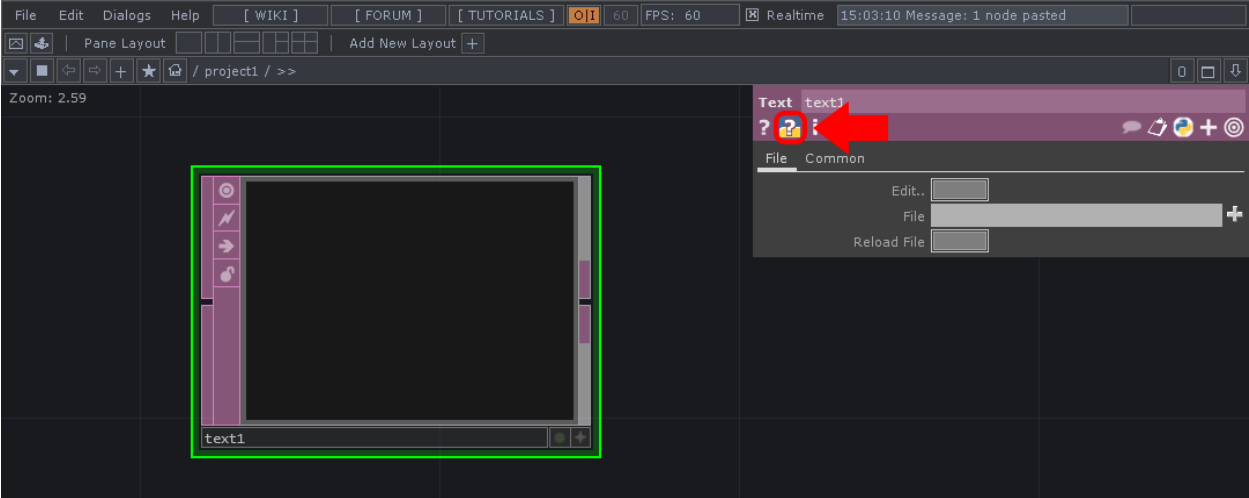 File Edit Dialogs Help [ WIKI ] [ FORUM ] [ TUTORIALS ] O|I 60 FPS: 60 Realtime 15:03:10 Message: 1 node pasted
Pane Layout Add New Layout +
+ / project1 / >> 0
Zoom: 2.59
Text text1
? ? i
File Common
Edit..
File
Reload File
text1